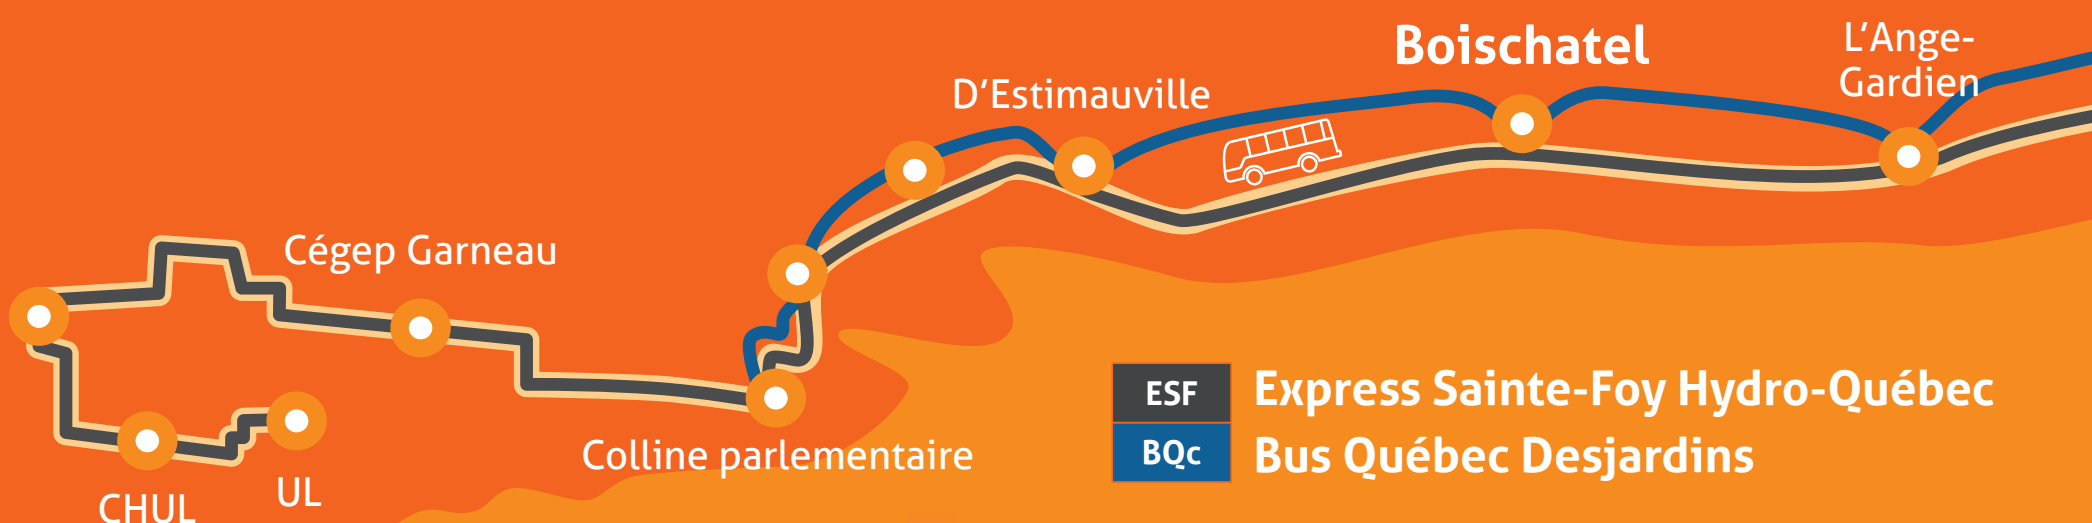 Boischatel
L'Ange-
Gardien
D'Estimauville
Cégep Garneau
Colline parlementaire
UL
CHUL
ESF Express Sainte-Foy Hydro-Québec
BQc Bus Québec Desjardins